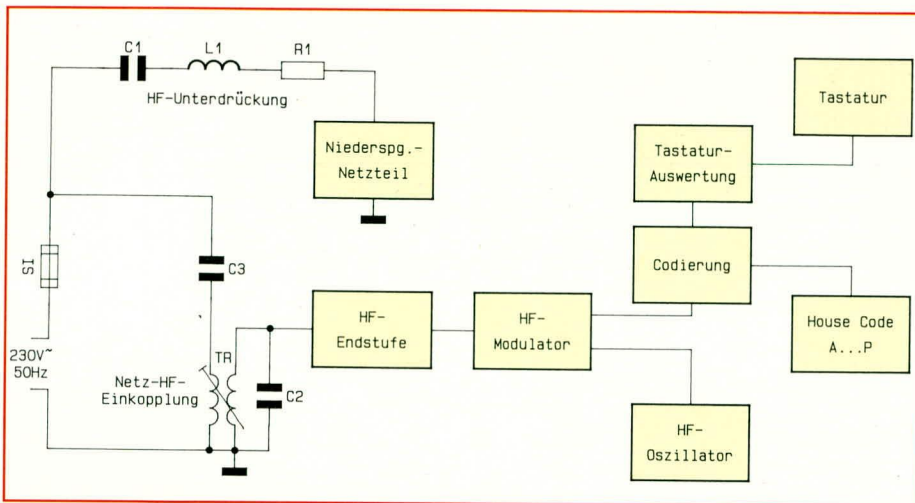 C1
L1
R1
HF-Unterdrückung
Niederspg.-
Netzteil
Tastatur
Tastatur-
Auswertung
SI
C3
Codierung
HF-
Endstufe
HF-
Modulator
House Code
A...P
230V~
50Hz
TR
Netz-HF-
Einkopplung
C2
HF-
Oszillator